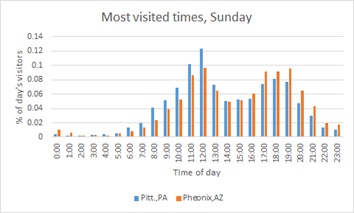 Most visited times, Sunday
% of day's visitors
0.14
0.12
0.1
0.08
0.06
0.04
0.02
0
0:00 1:00 2:00 3:00 4:00 5:00 6:00 7:00 8:00 9:00 10:00 11:00 12:00 13:00 14:00 15:00 16:00 17:00 18:00 19:00 20:00 21:00 22:00 23:00
Time of day
Pitt.,PA Pheonix,AZ